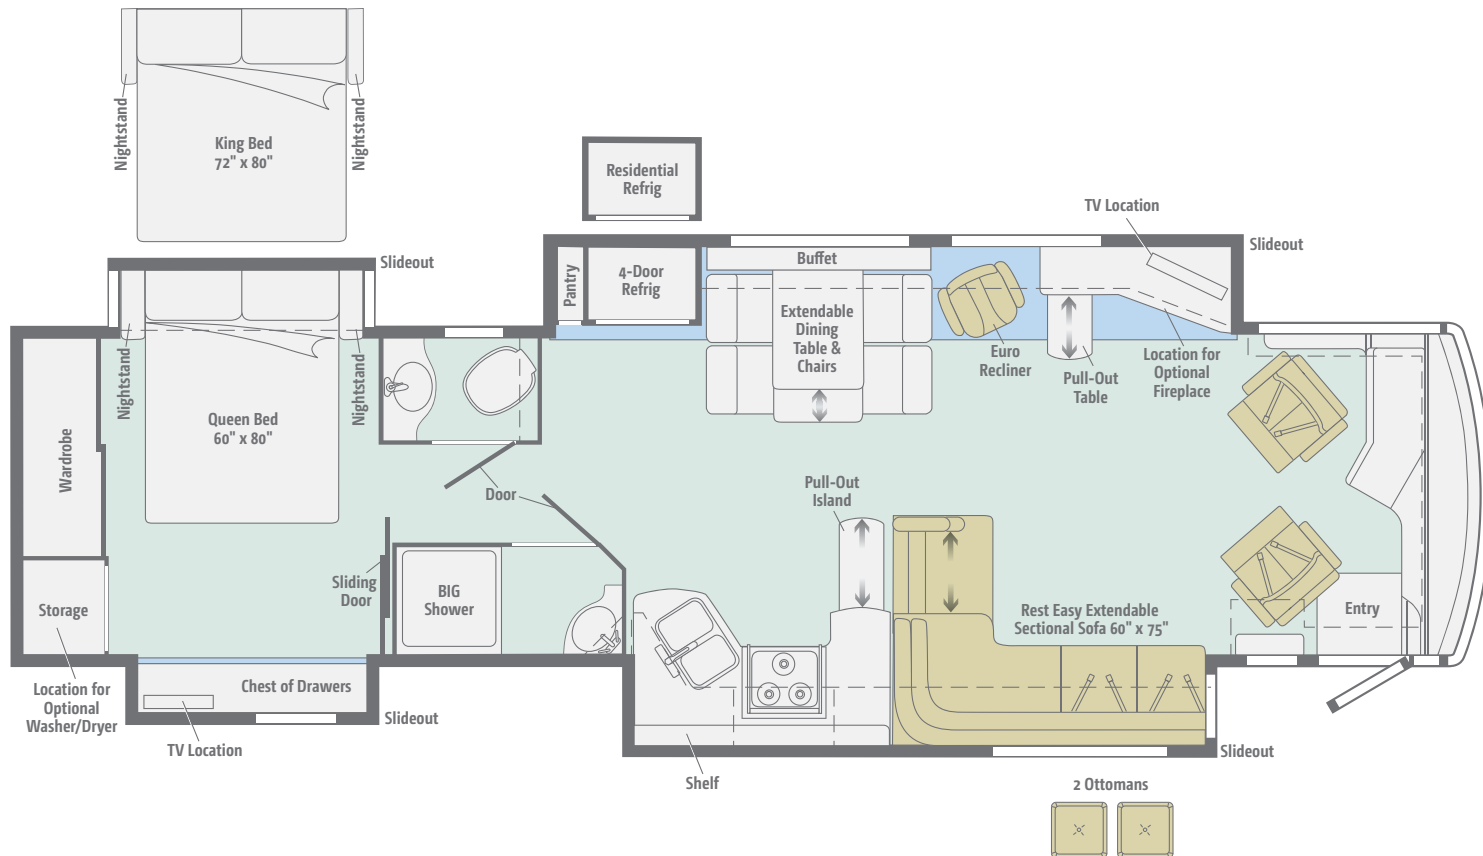 Nightstand
King Bed
72" x 80"
Nightstand
Residential
Refrig
TV Location
Slideout
Slideout
Pantry
4-Door
Refrig
Buffet
Extendable
Dining
Table &
Chairs
Euro
Recliner
Pull-Out
Table
Location for
Optional
Fireplace
Nightstand
Nightstand
Queen Bed
60" x 80"
Wardrobe
Door
Pull-Out
Island
Storage
Sliding
Door
BIG
Shower
Rest Easy Extendable
Sectional Sofa 60" x 75"
Entry
Location for
Optional
Washer/Dryer
Chest of Drawers
Slideout
TV Location
Shelf
Slideout
2 Ottomans